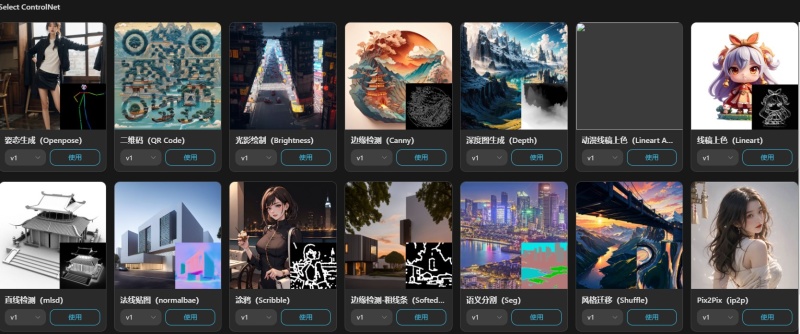 Select ControlNet
姿态生成（Openpose）
v1 使用
二维码（QR Code）
v1 使用
光影绘制（Brightness）
v1 使用
边缘检测（Canny）
v1 使用
深度图生成（Depth）
v1 使用
动漫线稿上色（Lineart A...
v1 使用
线稿上色（Lineart）
v1 使用
直线检测（mlsd）
v1 使用
法线贴图（normalbae）
v1 使用
涂鸦（Scribble）
v1 使用
边缘检测-粗线条（Softed...
v1 使用
语义分割（Seg）
v1 使用
风格迁移（Shuffle）
v1 使用
Pix2Pix（ip2p）
v1 使用
AI